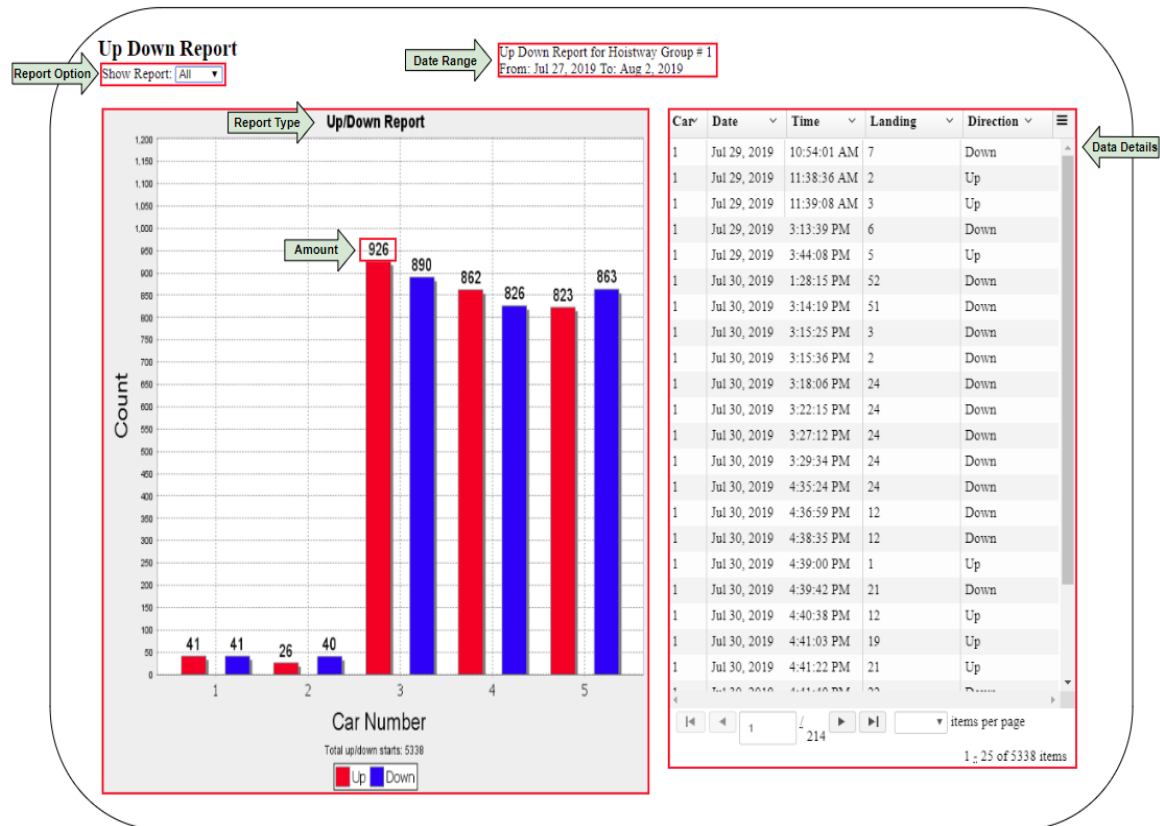 Up Down Report
Report Option
Show Report: All
Date Range
Up Down Report for Hoistway Group # 1
From: Jul 27, 2019 To: Aug 2, 2019
Report Type
Up/Down Report
Amount
Count
1,200
1,150
1,100
1,050
1,000
950
900
850
800
750
700
650
600
550
500
450
400
350
300
250
200
150
100
50
0
41 41 26 40 926 890 862 826 823 863
1 2 3 4 5
Car Number
Total up/down starts: 5338
Up Down
Data Details
Car Date Time Landing Direction
1 Jul 29, 2019 10:54:01 AM 7 Down
1 Jul 29, 2019 11:38:36 AM 2 Up
1 Jul 29, 2019 11:39:08 AM 3 Up
1 Jul 29, 2019 3:13:39 PM 6 Down
1 Jul 29, 2019 3:44:08 PM 5 Up
1 Jul 30, 2019 1:28:15 PM 52 Down
1 Jul 30, 2019 3:14:19 PM 51 Down
1 Jul 30, 2019 3:15:25 PM 3 Down
1 Jul 30, 2019 3:15:36 PM 2 Down
1 Jul 30, 2019 3:18:06 PM 24 Down
1 Jul 30, 2019 3:22:15 PM 24 Down
1 Jul 30, 2019 3:27:12 PM 24 Down
1 Jul 30, 2019 3:29:34 PM 24 Down
1 Jul 30, 2019 4:35:24 PM 24 Down
1 Jul 30, 2019 4:36:59 PM 12 Down
1 Jul 30, 2019 4:38:35 PM 12 Down
1 Jul 30, 2019 4:39:00 PM 1 Up
1 Jul 30, 2019 4:39:42 PM 21 Down
1 Jul 30, 2019 4:40:38 PM 12 Up
1 Jul 30, 2019 4:41:03 PM 19 Up
1 Jul 30, 2019 4:41:22 PM 21 Up
1 / 214 items per page
1 - 25 of 5338 items